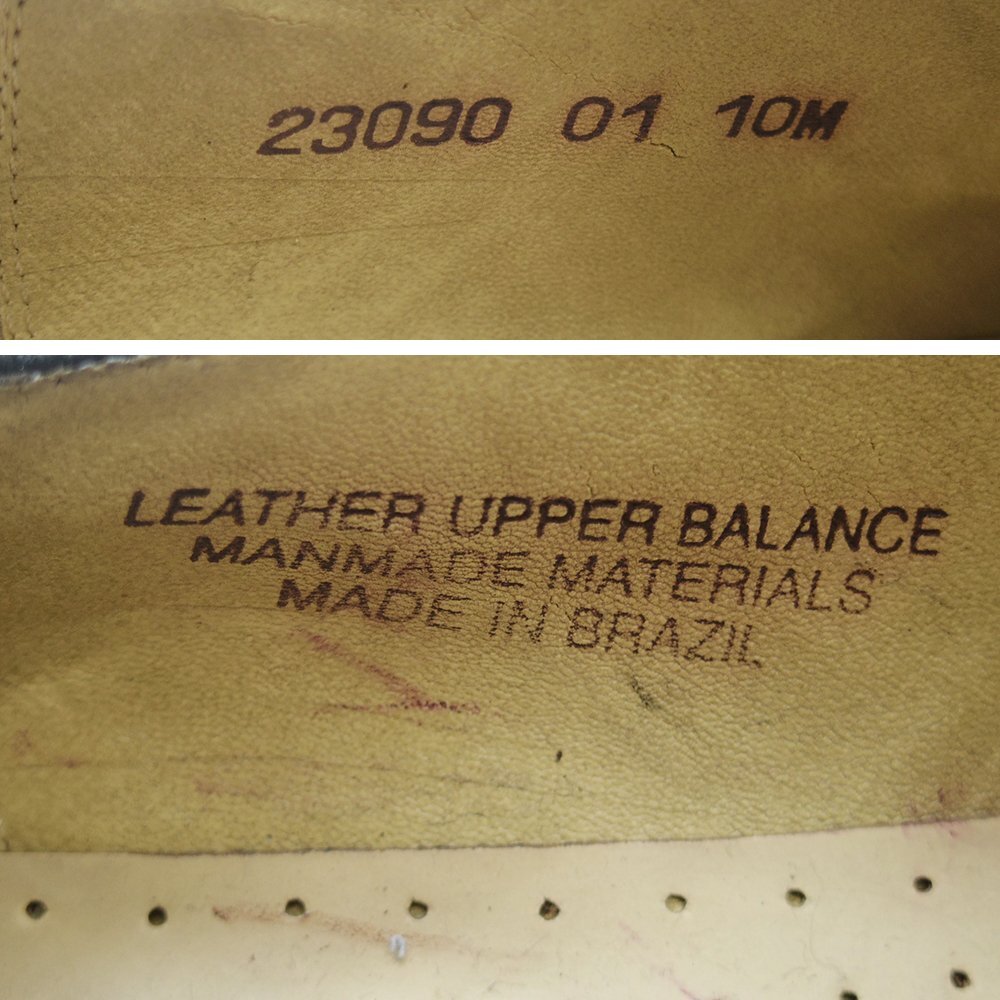 23090 01 10M
LEATHER UPPER BALANCE
MANMADE MATERIALS
MADE IN BRAZIL